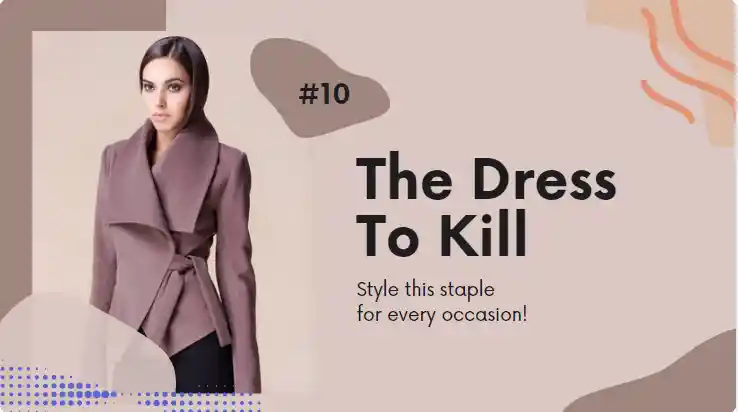 #10
The Dress
To Kill
Style this staple
for every occasion!